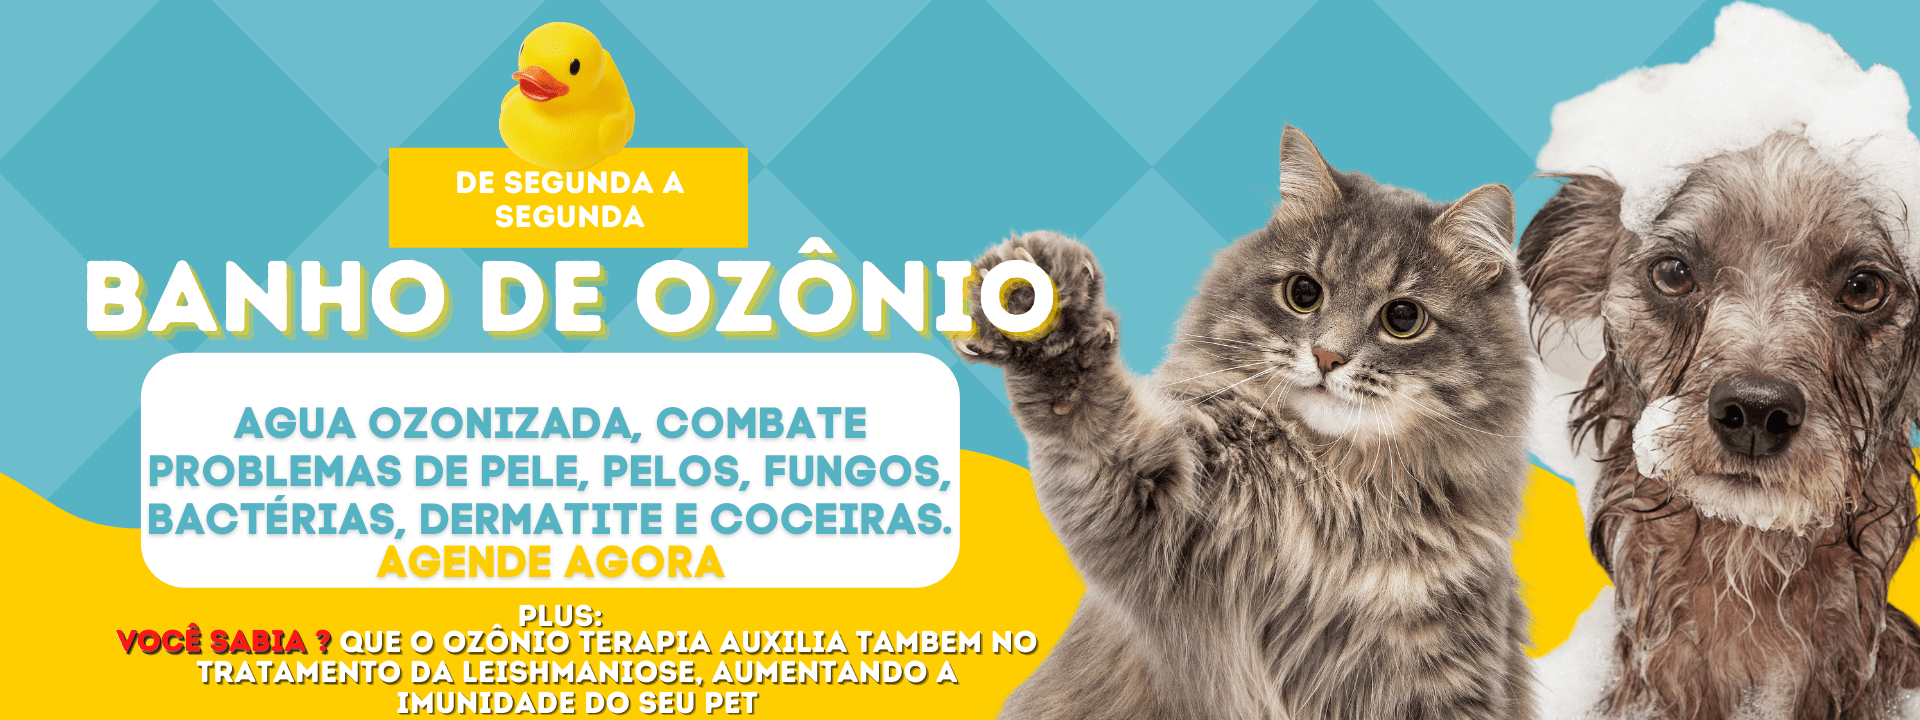 DE SEGUNDA A
SEGUNDA
BANHO DE OZÔNIO
AGUA OZONIZADA, COMBATE
PROBLEMAS DE PELE, PELOS, FUNGOS,
BACTÉRIAS, DERMATITE E COCEIRAS.
AGENDE AGORA
PLUS:
VOCÊ SABIA ? QUE O OZÔNIO TERAPIA AUXILIA TAMBEM NO
TRATAMENTO DA LEISHMANIOSE, AUMENTANDO A
IMUNIDADE DO SEU PET